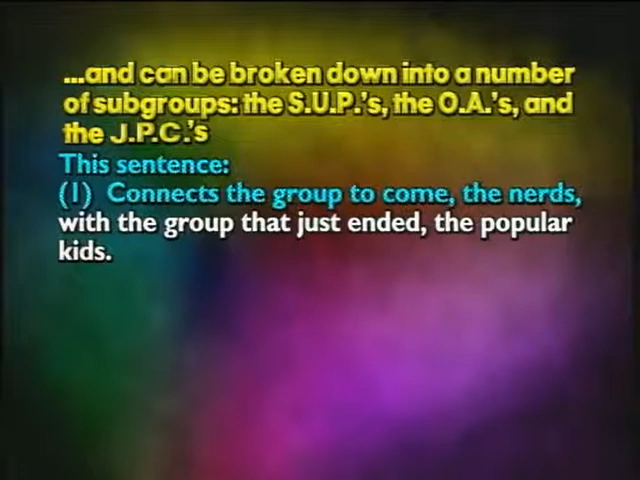 ...and can be broken down into a number
of subgroups: the S.U.P.'s, the O.A.'s, and
the J.P.C.'s
This sentence:
(1) Connects the group to come, the nerds,
with the group that just ended, the popular
kids.